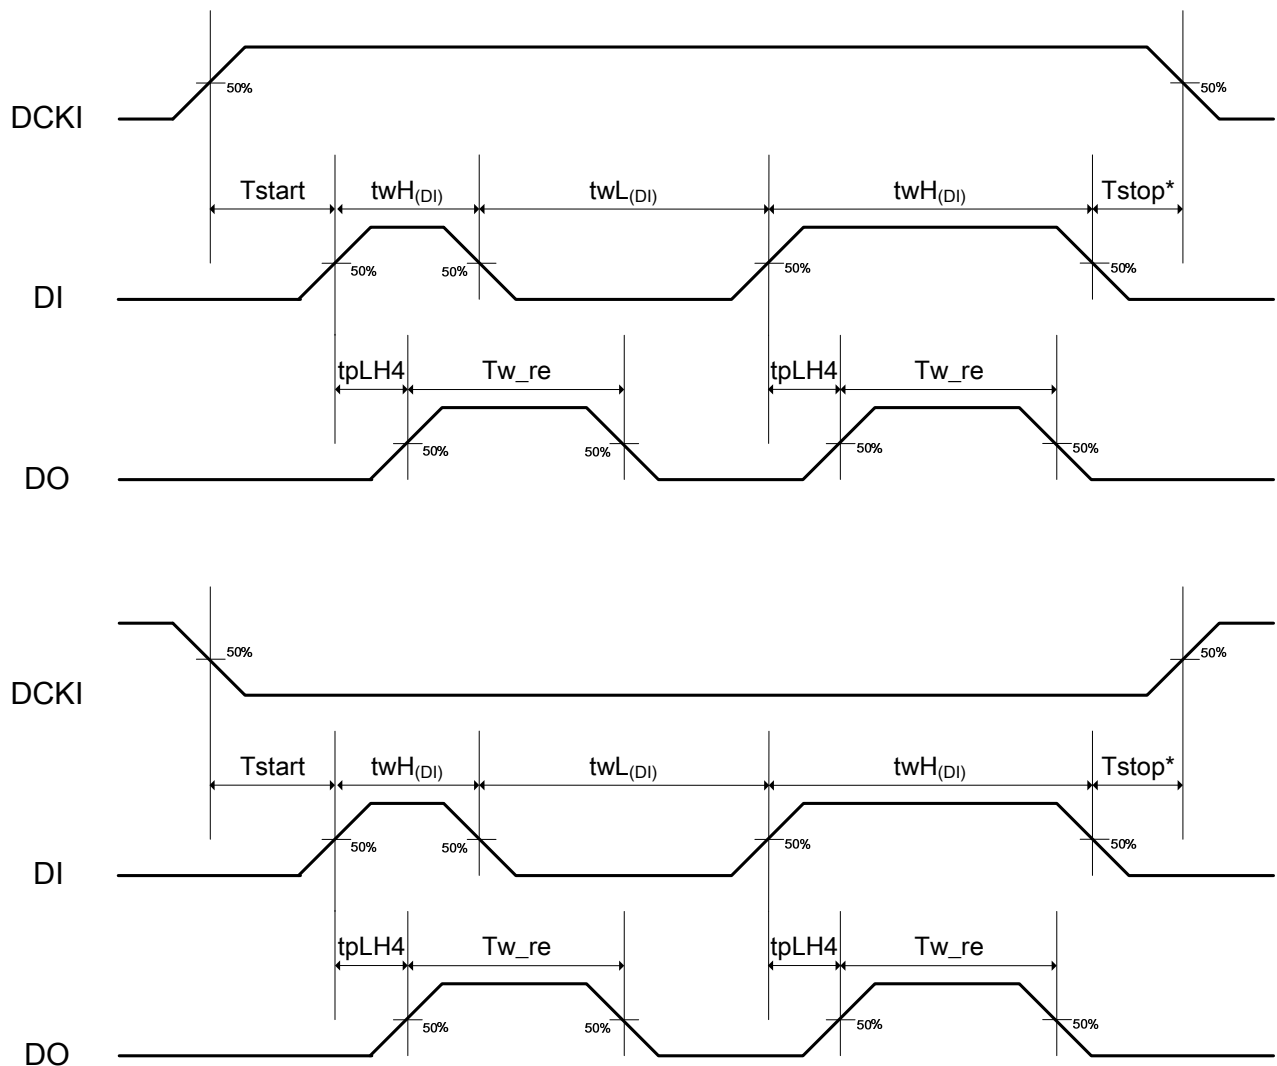 50% 50%
DCKI
Tstart twH(DI) twL(DI) twH(DI) Tstop*
50% 50% 50% 50%
DI
tpLH4 Tw_re tpLH4 Tw_re
50% 50% 50% 50%
DO
50% 50%
DCKI
Tstart twH(DI) twL(DI) twH(DI) Tstop*
50% 50% 50% 50%
DI
tpLH4 Tw_re tpLH4 Tw_re
50% 50% 50% 50%
DO